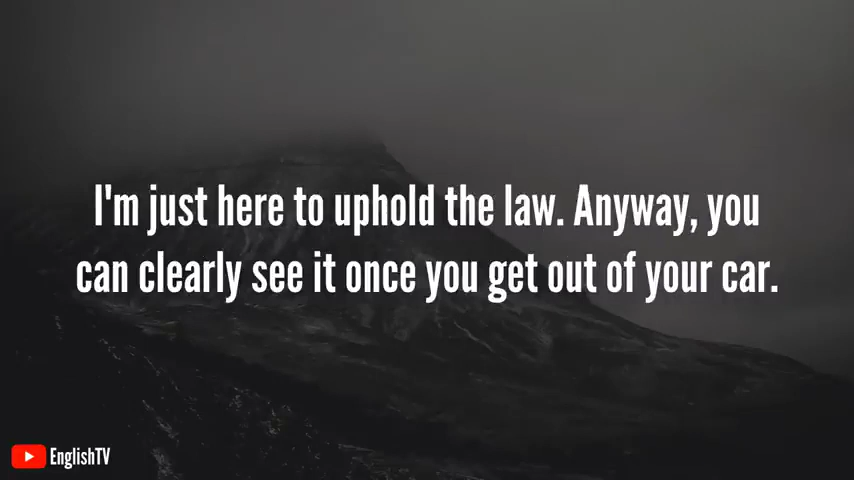 I'm just here to uphold the law. Anyway, you
can clearly see it once you get out of your car.
EnglishTV